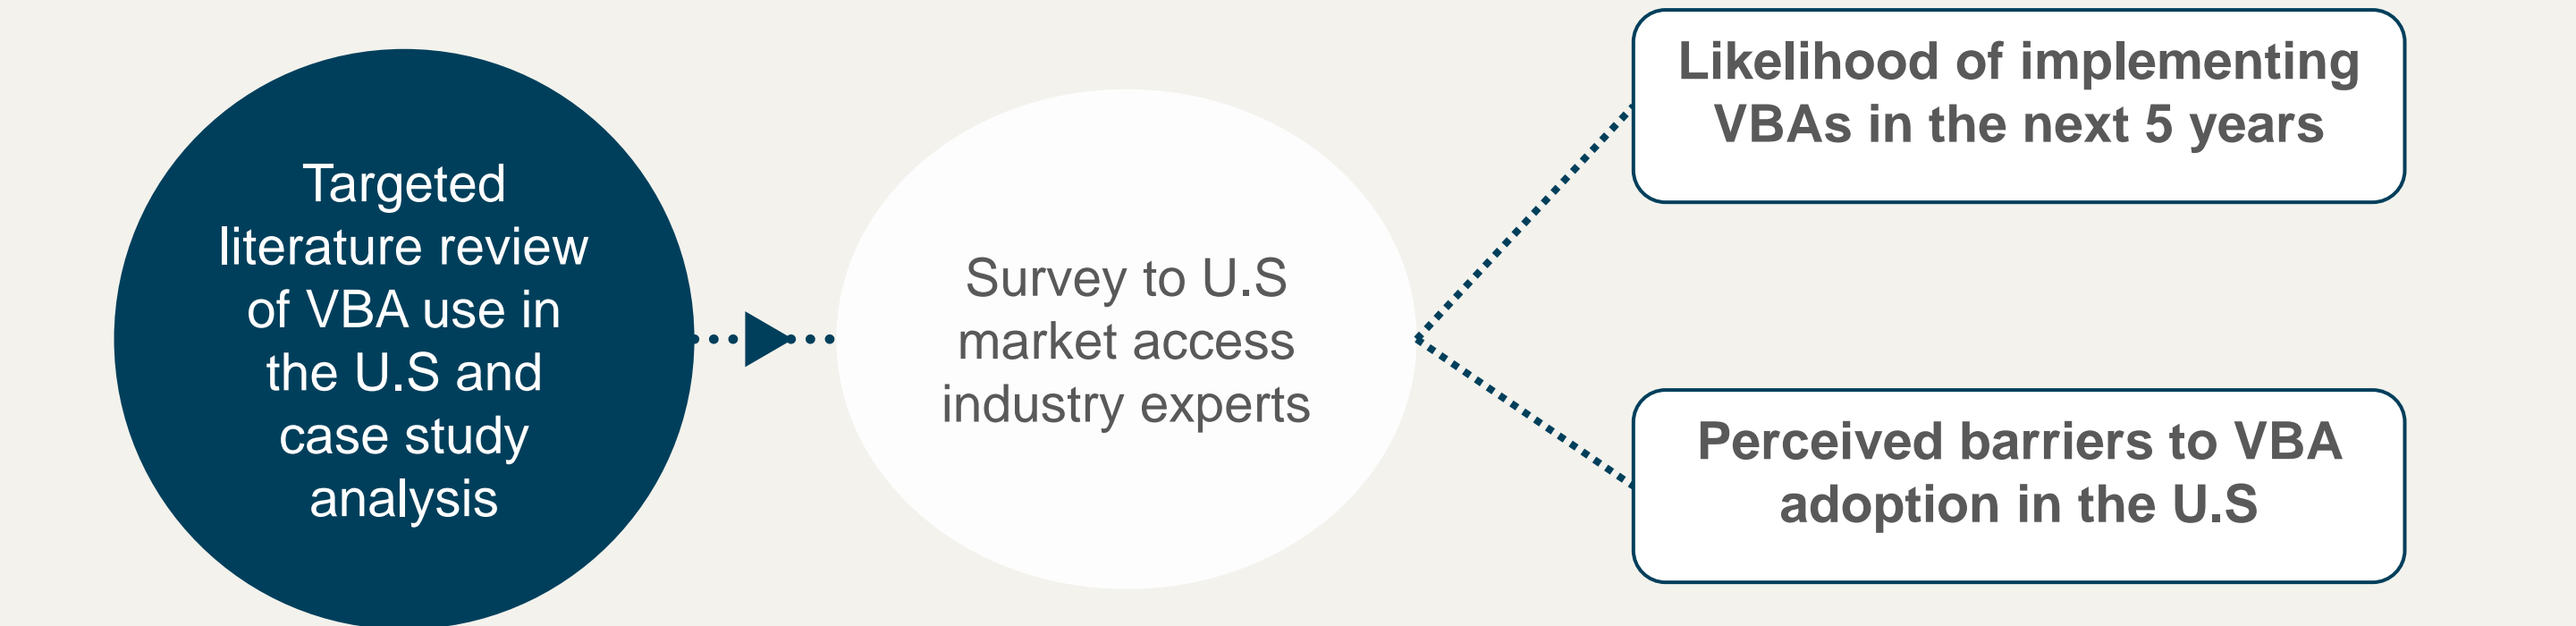 Targeted
literature review
of VBA use in
the U.S and
case study
analysis
Survey to U.S
market access
industry experts
Likelihood of implementing
VBAs in the next 5 years
Perceived barriers to VBA
adoption in the U.S